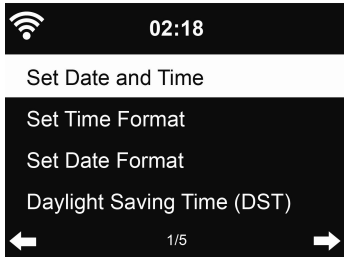 02:18
Set Date and Time
Set Time Format
Set Date Format
Daylight Saving Time (DST)
1/5